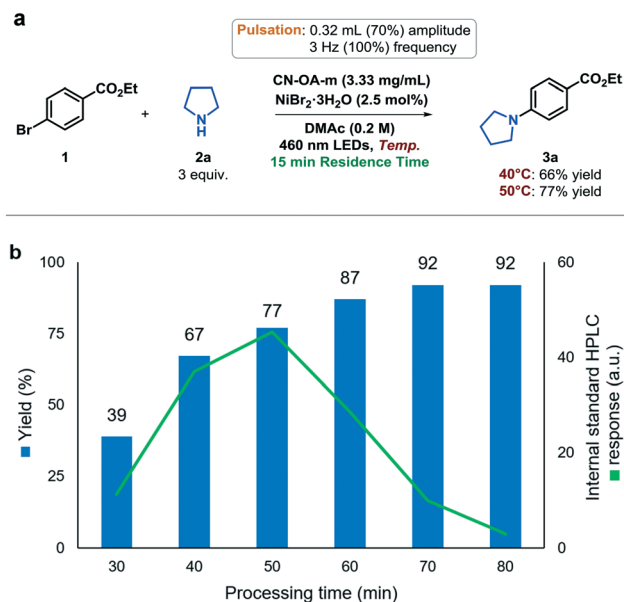 a
Pulsation: 0.32 mL (70%) amplitude
3 Hz (100%) frequency
CO₂Et
Br
1
+
N
H
2a
3 equiv.
CN-OA-m (3.33 mg/mL)
NiBr₂·3H₂O (2.5 mol%)
DMAc (0.2 M)
460 nm LEDs, Temp.
15 min Residence Time
CO₂Et
N
3a
40°C: 66% yield
50°C: 77% yield
b
Yield (%)
100
75
50
25
0
39
67
77
87
92
92
60
40
20
0
Internal standard HPLC
response (a.u.)
30 40 50 60 70 80
Processing time (min)